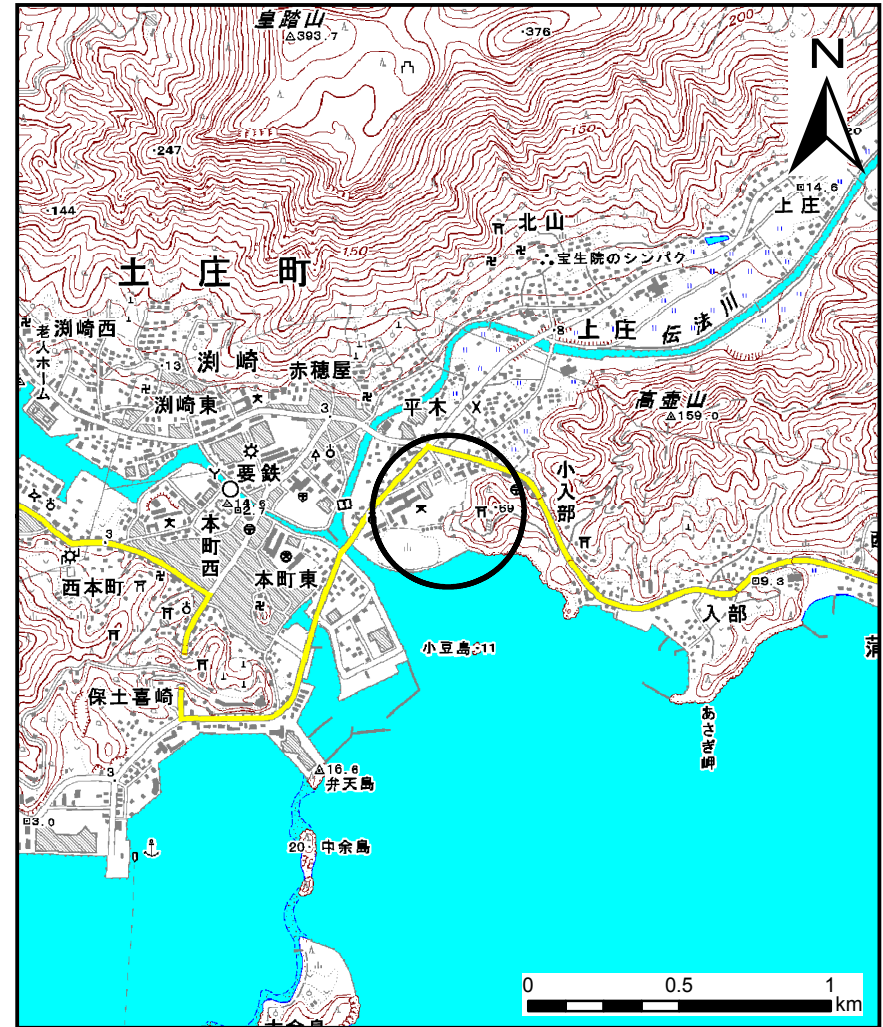 皇踏山
393.7
376
200
N
20
150
247
14.6
上庄
144
北山
150
宝生院のシンパク
土庄町
伝法川
上庄
8
渕崎西
渕崎
老人ホーム
13
赤穂屋
高壺山
159.0
渕崎東
3
平木
小入部
要鉄
69
2.7
本町西
3
本町東
西本町
9.3
入部
小豆島
11
保土喜崎
あさぎ岬
3
16.6
弁天島
3.0
20
中余島
0 0.5 1
km